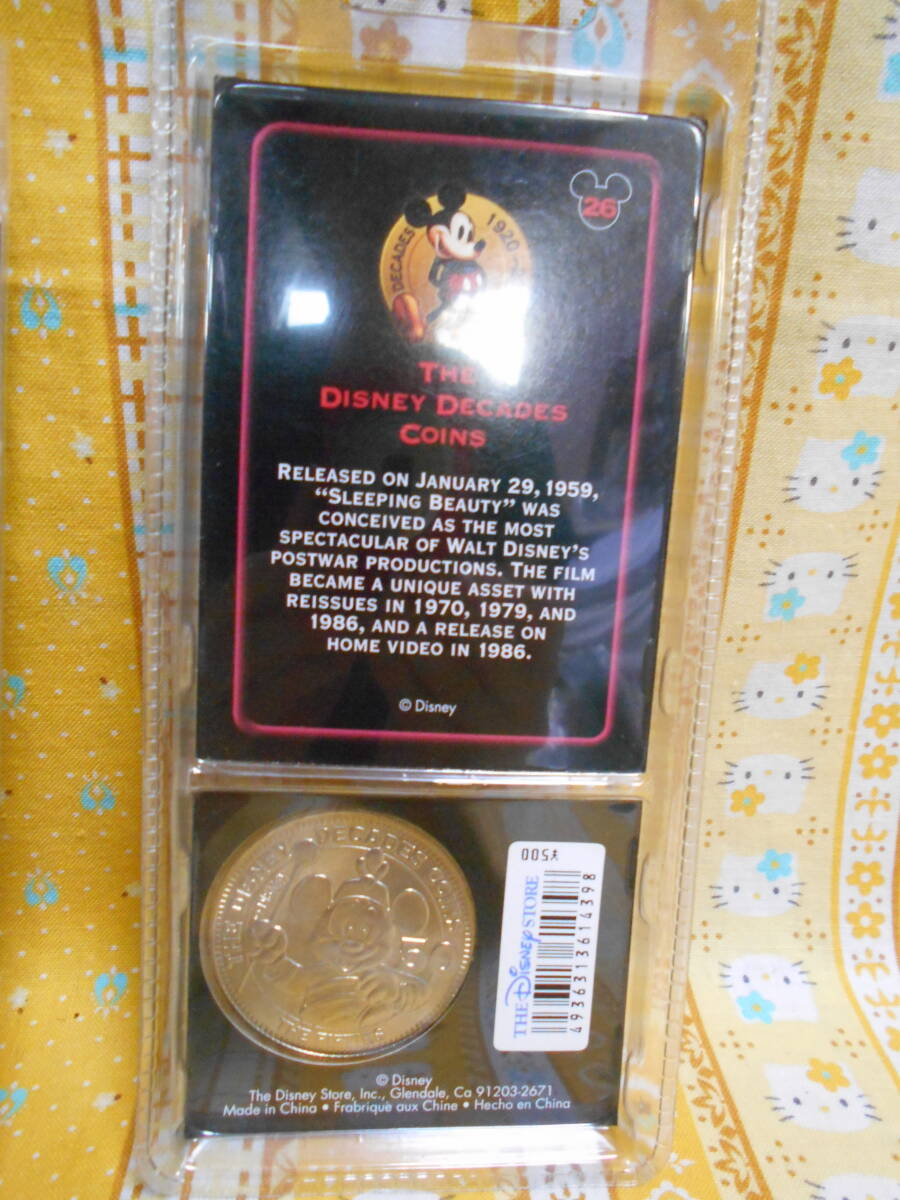 26
DECADES 1920-
THE
DISNEY DECADES
COINS
RELEASED ON JANUARY 29, 1959,
“SLEEPING BEAUTY” WAS
CONCEIVED AS THE MOST
SPECTACULAR OF WALT DISNEY’S
POSTWAR PRODUCTIONS. THE FILM
BECAME A UNIQUE ASSET WITH
REISSUES IN 1970, 1979, AND
1986, AND A RELEASE ON
HOME VIDEO IN 1986.
© Disney
THE DISNEY DECADES COINS
THE FIFTIES
¥500
THE DISNEY STORE
4936313614398
© Disney
The Disney Store, Inc., Glendale, Ca 91203-2671
Made in China • Frabriqué aux Chine • Hecho en China